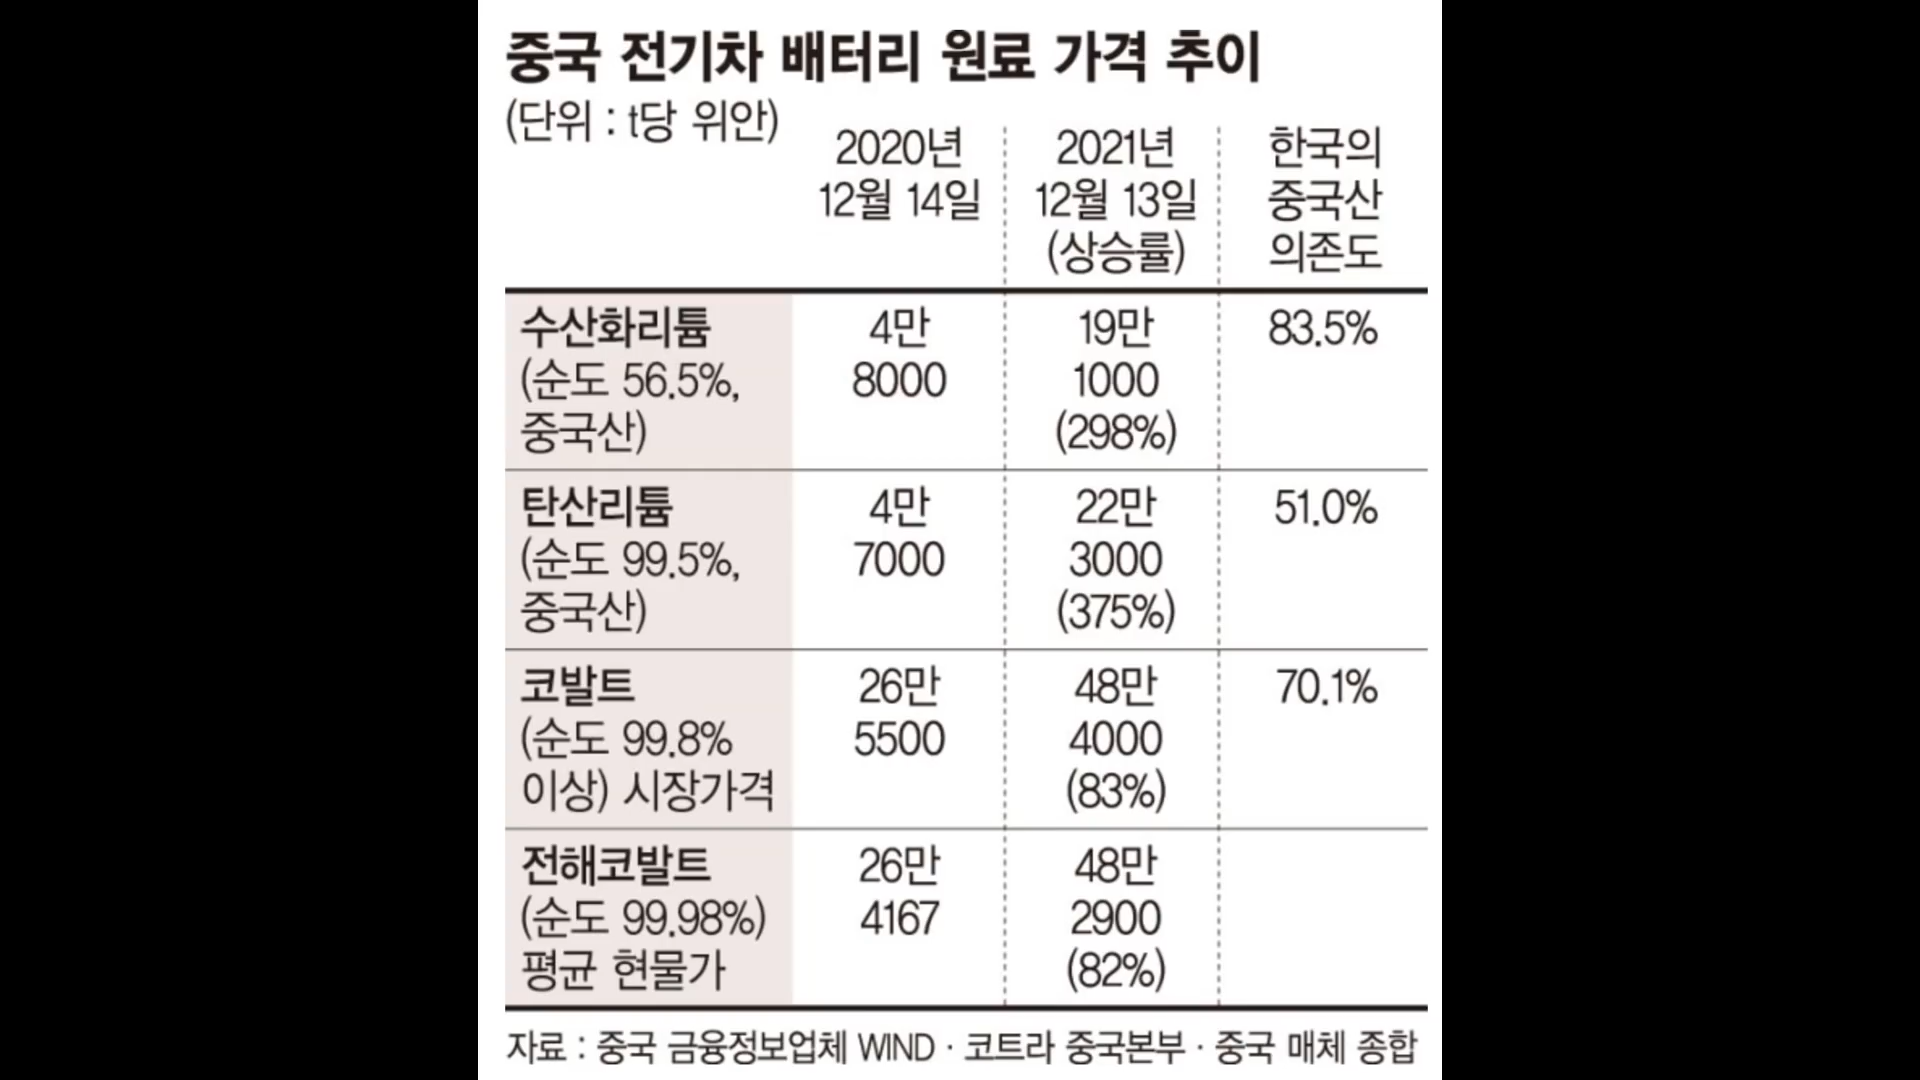 중국 전기차 배터리 원료 가격 추이
(단위 : t당 위안)
2020년
12월 14일
2021년
12월 13일
(상승률)
한국의
중국산
의존도
수산화리튬
(순도 56.5%,
중국산)
4만
8000
19만
1000
(298%)
83.5%
탄산리튬
(순도 99.5%,
중국산)
4만
7000
22만
3000
(375%)
51.0%
코발트
(순도 99.8%
이상) 시장가격
26만
5500
48만
4000
(83%)
70.1%
전해코발트
(순도 99.98%)
평균 현물가
26만
4167
48만
2900
(82%)
자료 : 중국 금융정보업체 WIND · 코트라 중국본부 · 중국 매체 종합